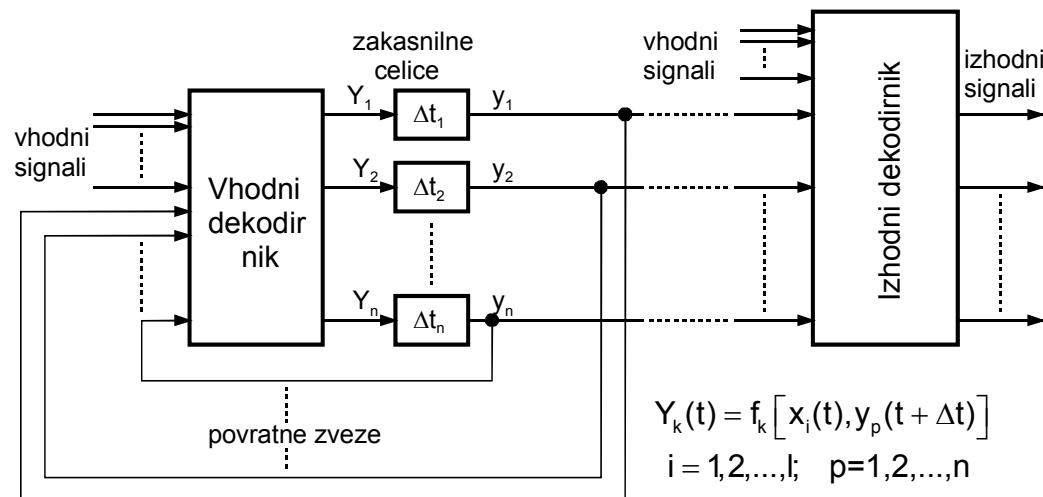 zakasnilne
celice
vhodni
signali
izhodni
signali
Y₁
Δt₁
y₁
vhodni
signali
Y₂
Δt₂
y₂
Vhodni
dekodir
nik
Izhodni dekodirnik
Yₙ
Δtₙ
yₙ
povratne zveze
Yₖ(t) = fₖ[xᵢ(t),yₚ(t + Δt)]
i = 1,2,...,l; p=1,2,...,n